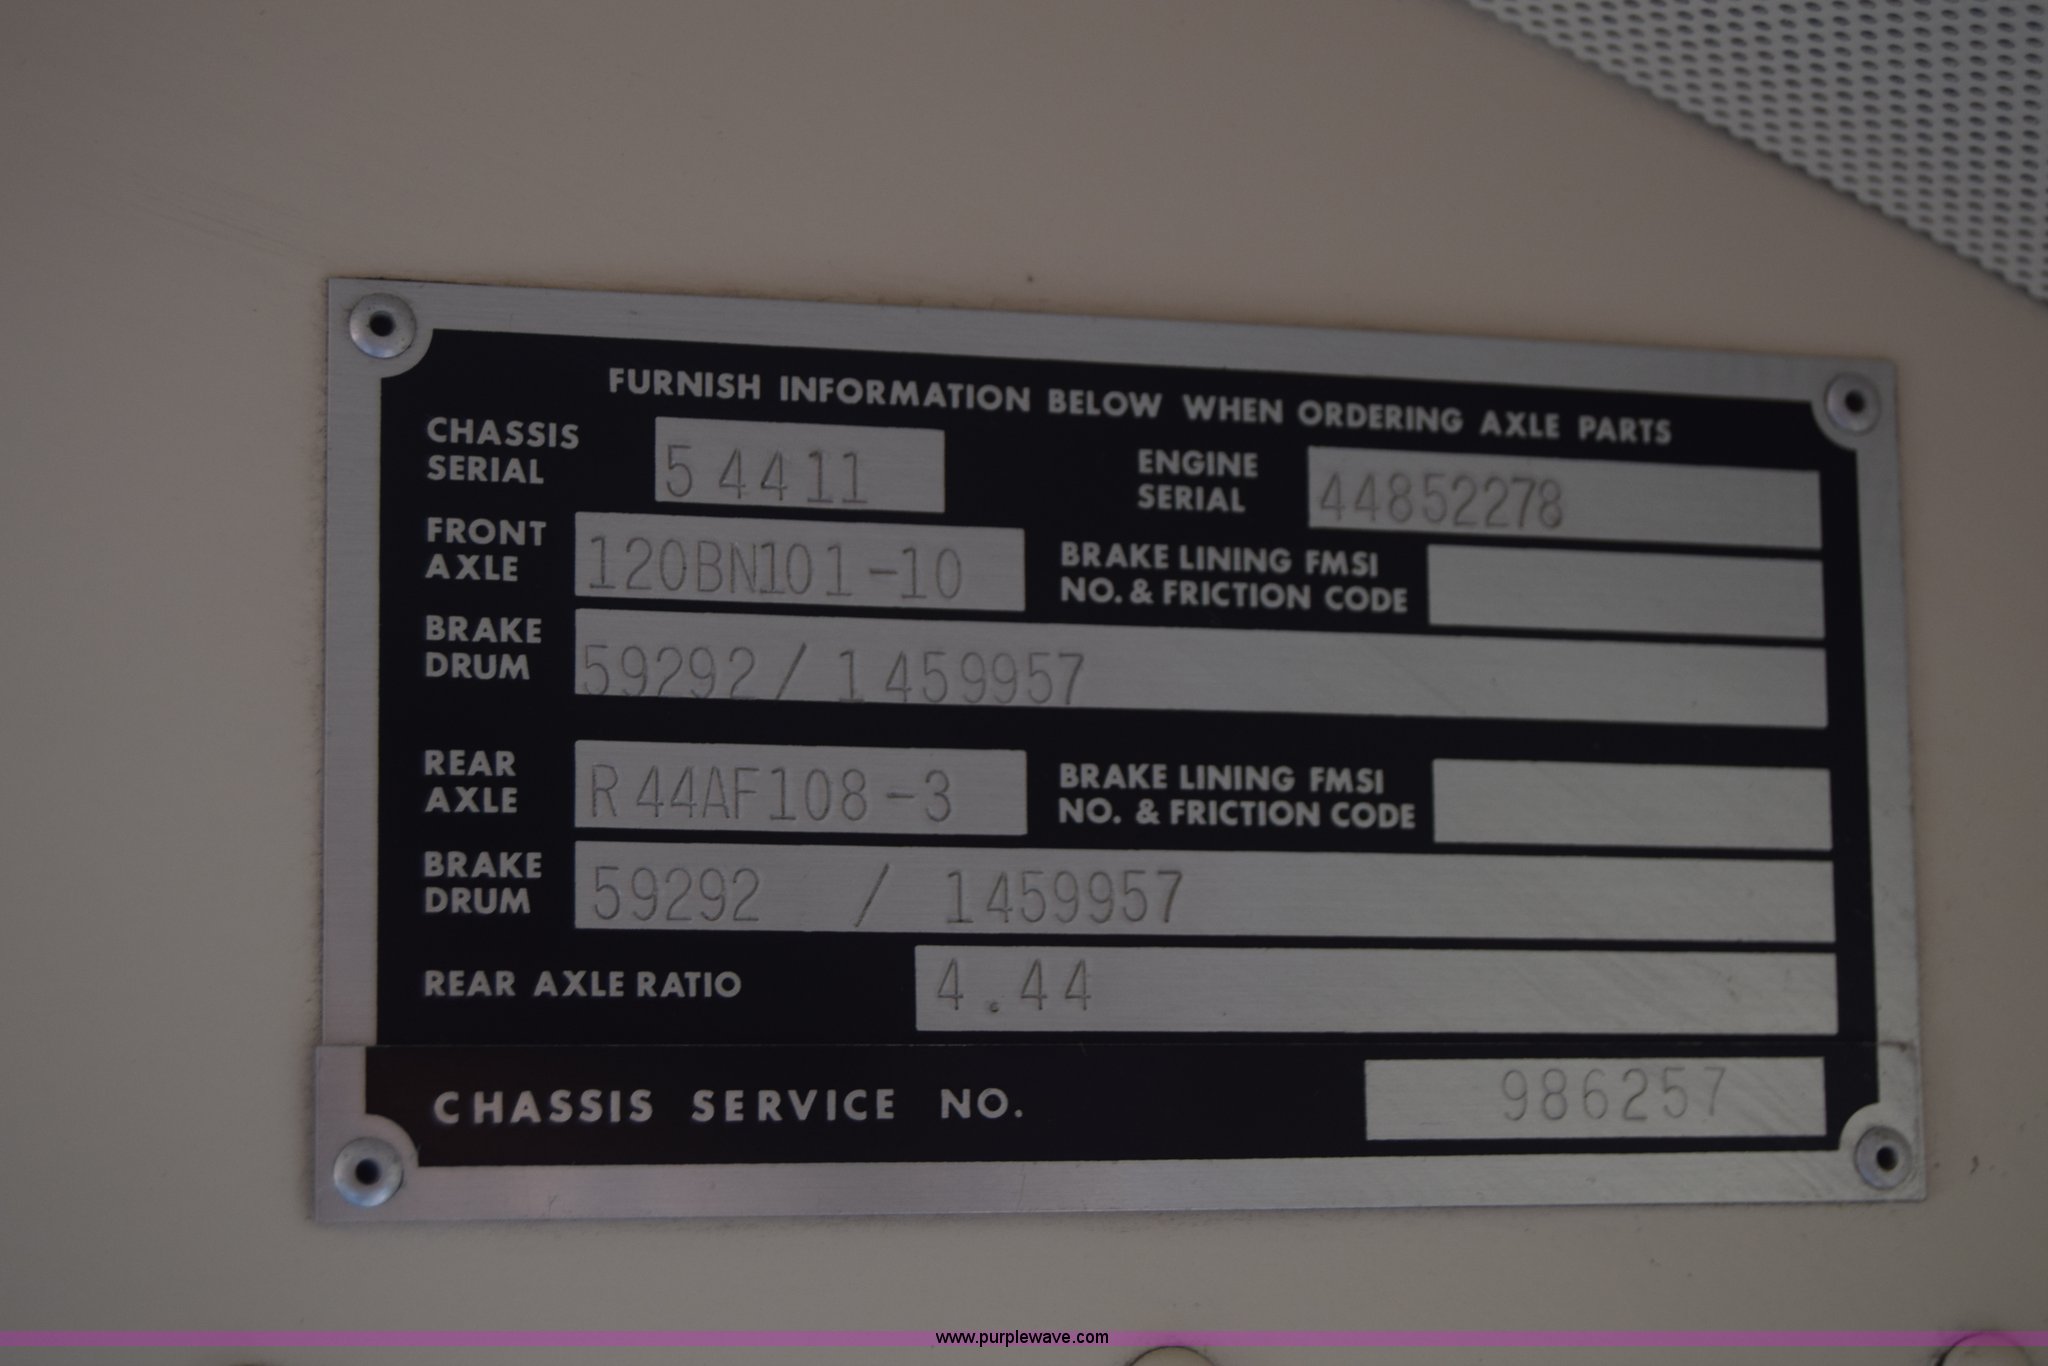 FURNISH INFORMATION BELOW WHEN ORDERING AXLE PARTS
CHASSIS SERIAL 54411 ENGINE SERIAL 44852278
FRONT AXLE 120BN101-10 BRAKE LINING FMSI NO. & FRICTION CODE
BRAKE DRUM 59292/1459957
REAR AXLE R44AF108-3 BRAKE LINING FMSI NO. & FRICTION CODE
BRAKE DRUM 59292 / 1459957
REAR AXLE RATIO 4.44
CHASSIS SERVICE NO. 986257
www.purplewave.com